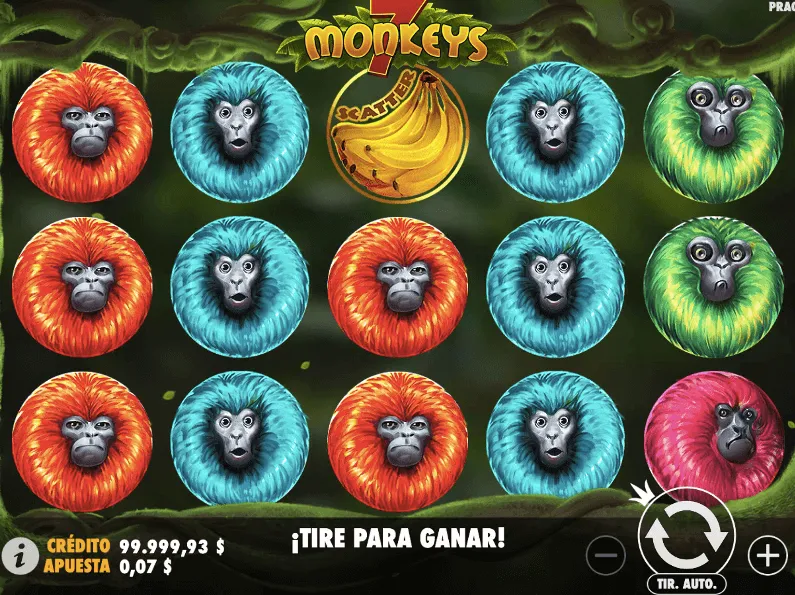 PRAG
7
MONKEYS
SCATTER
¡TIRE PARA GANAR!
CRÉDITO 99.999,93 $
APUESTA 0,07 $
TIR. AUTO.